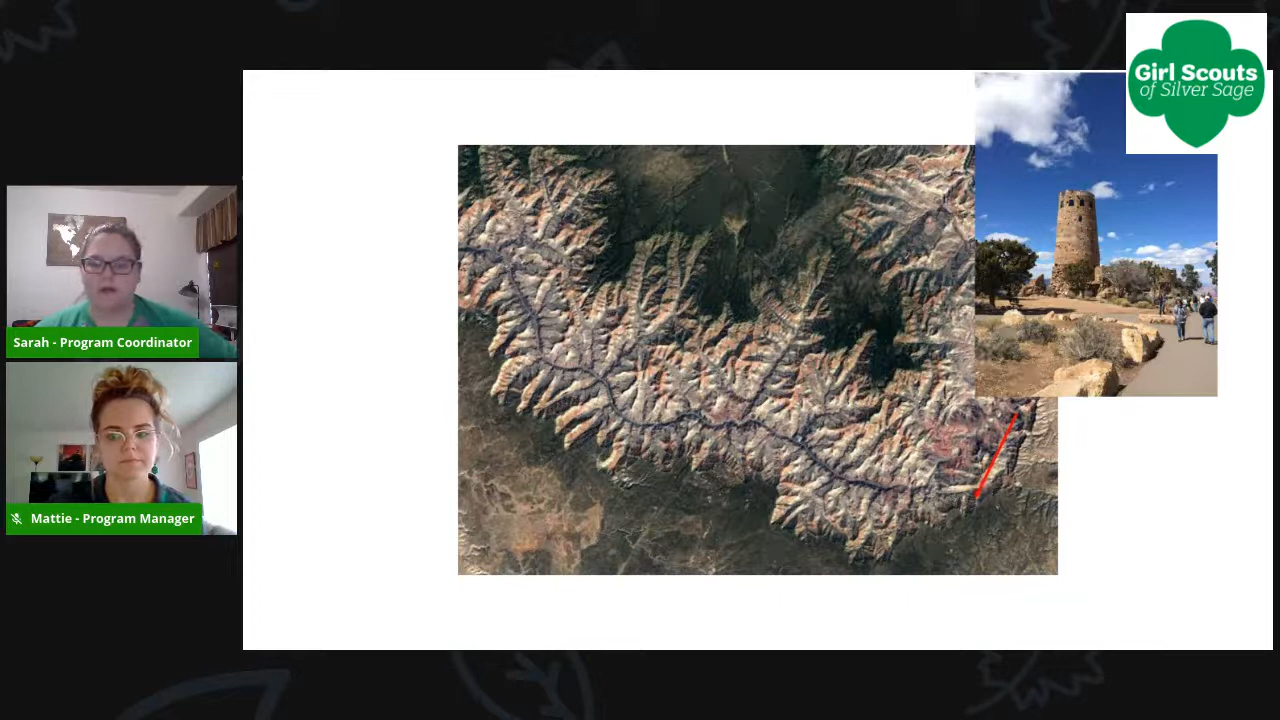 Girl Scouts
of Silver Sage
Sarah - Program Coordinator
Mattie - Program Manager